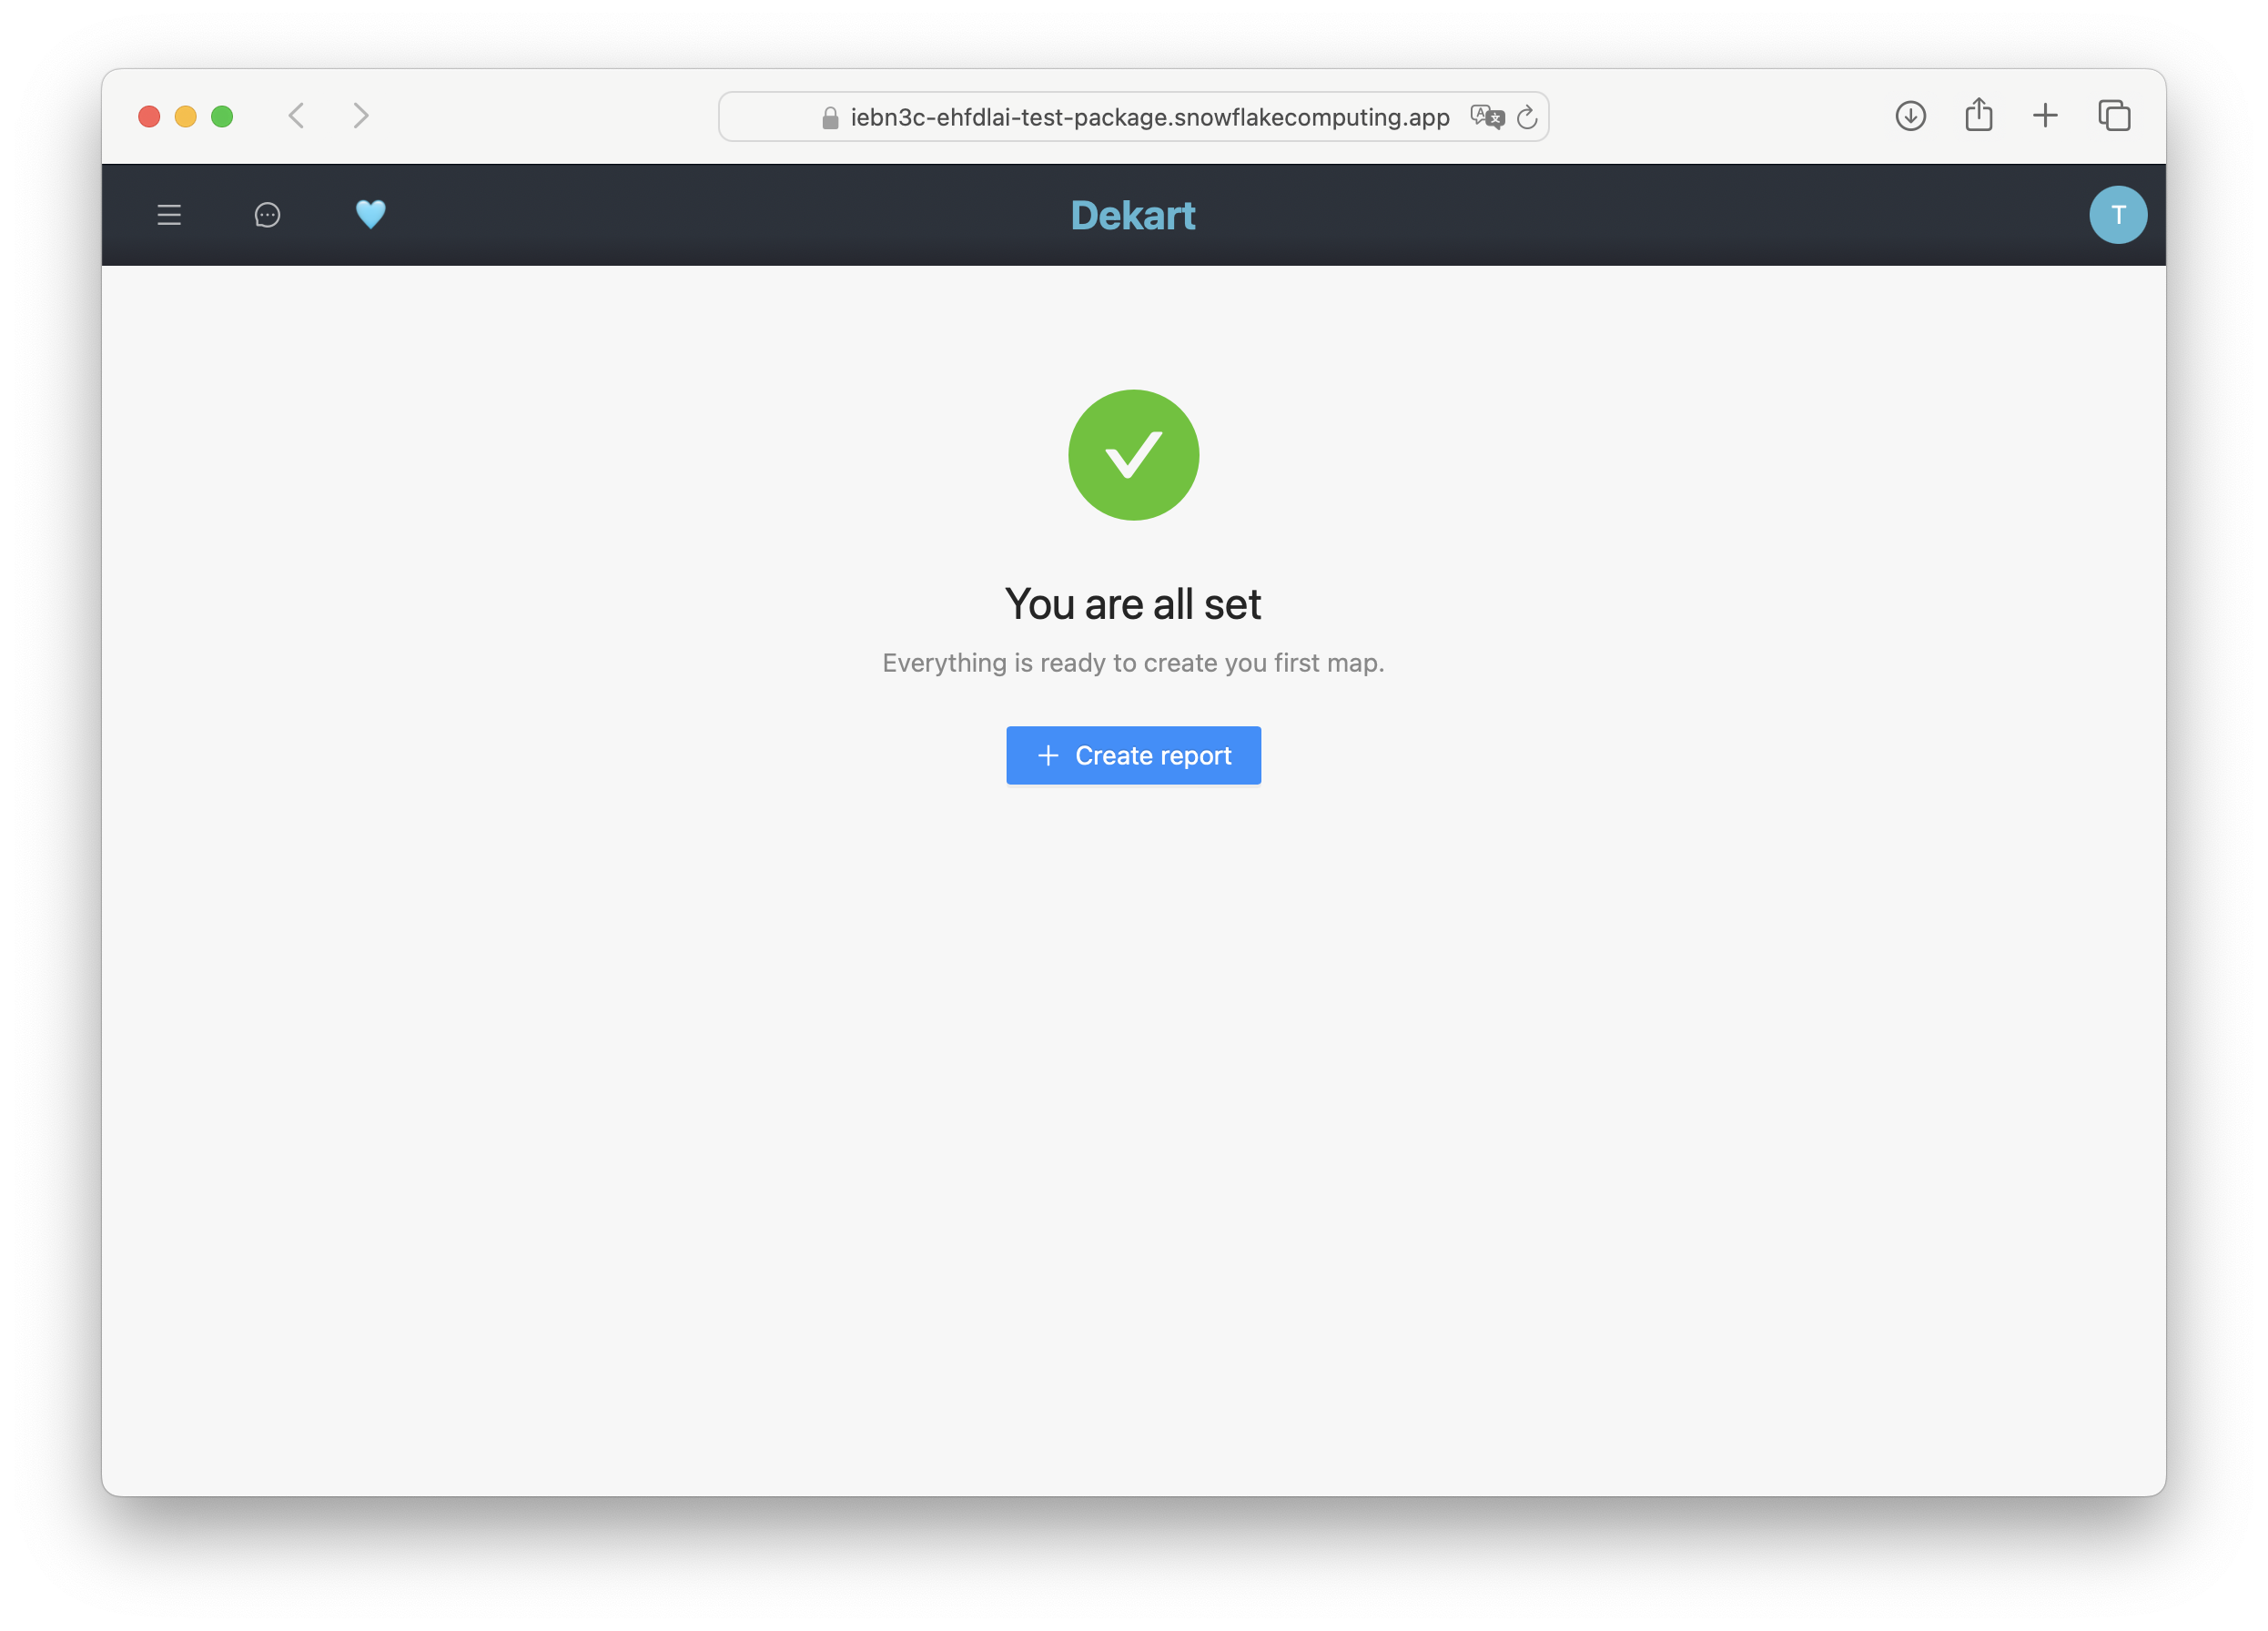 iebn3c-ehfdlai-test-package.snowflakecomputing.app
Dekart
T
You are all set
Everything is ready to create you first map.
+ Create report